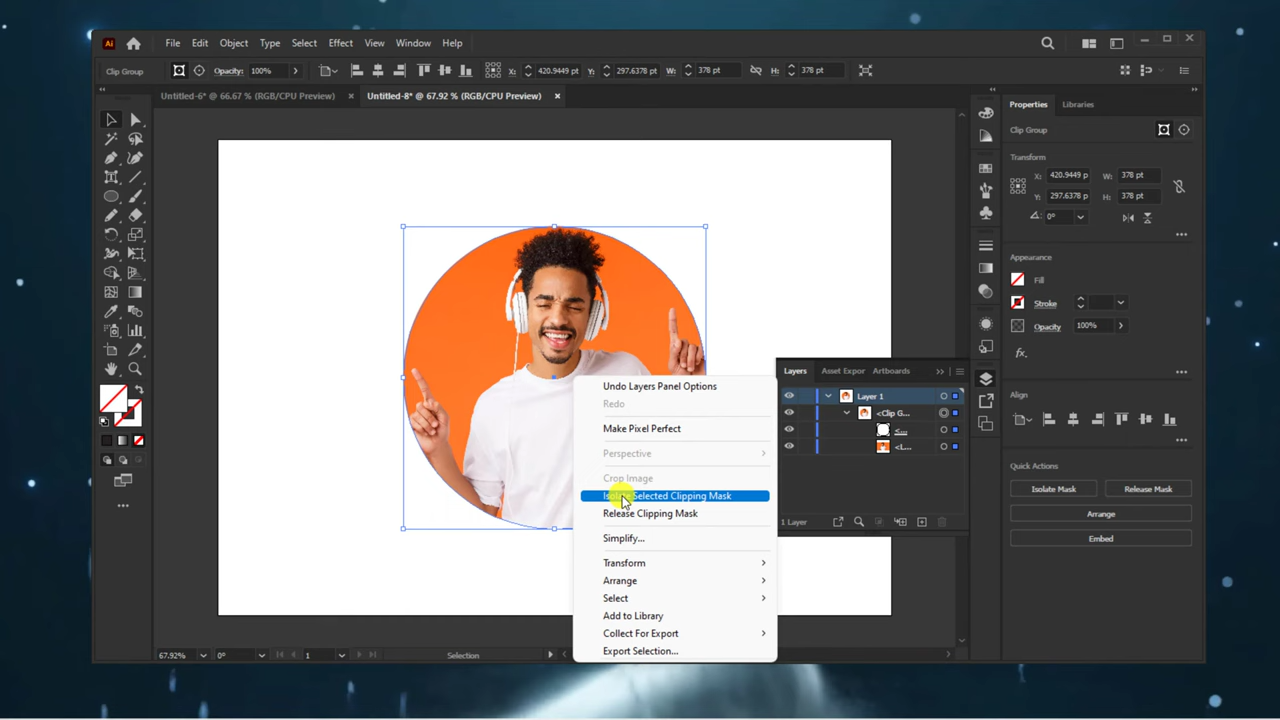 Ai File Edit Object Type Select Effect View Window Help
Clip Group Opacity: 100% X: 420.9449 pt Y: 297.6378 pt W: 378 pt H: 378 pt
Untitled-6* @ 66.67 % (RGB/CPU Preview) × Untitled-8* @ 67.92 % (RGB/CPU Preview) ×
Properties Libraries
Clip Group
Transform
X: 420.9449 p W: 378 pt
Y: 297.6378 p H: 378 pt
0°
Appearance
Fill
Stroke
Opacity 100%
fx.
Align
Quick Actions
Isolate Mask Release Mask
Arrange
Embed
Layers Asset Expor Artboards
Layer 1
<Clip G...
<...
<I...
1 Layer
Undo Layers Panel Options
Redo
Make Pixel Perfect
Perspective
Crop Image
Isolate Selected Clipping Mask
Release Clipping Mask
Simplify...
Transform
Arrange
Select
Add to Library
Collect For Export
Export Selection...
67.92% 0° 1 Selection